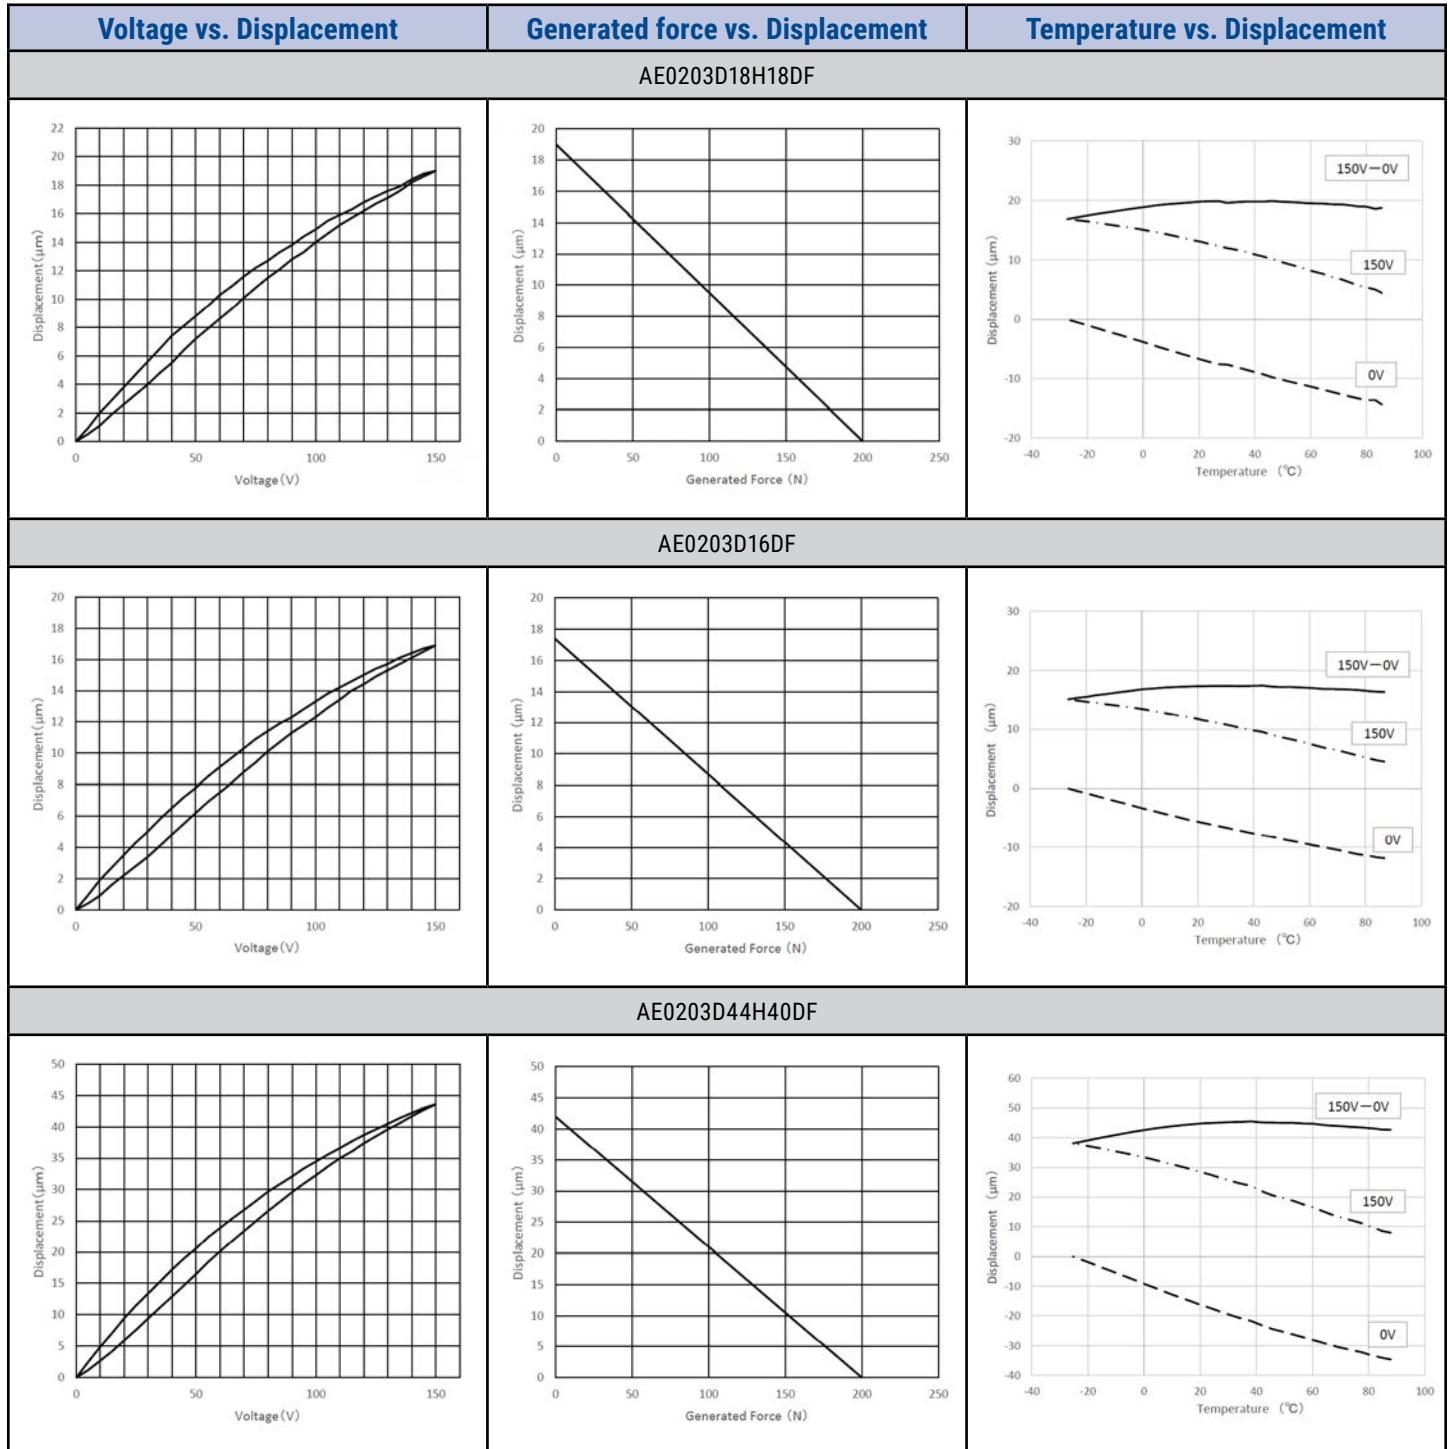 Voltage vs. Displacement
Generated force vs. Displacement
Temperature vs. Displacement
AE0203D18H18DF
22
20
18
16
14
12
10
8
6
4
2
0
Displacement(μm)
0 50 100 150
Voltage(V)
20
18
16
14
12
10
8
6
4
2
0
Displacement (μm)
0 50 100 150 200 250
Generated Force (N)
30
20
10
0
-10
-20
Displacement (μm)
150V−0V
150V
0V
-40 -20 0 20 40 60 80 100
Temperature (℃)
AE0203D16DF
20
18
16
14
12
10
8
6
4
2
0
Displacement(μm)
0 50 100 150
Voltage(V)
20
18
16
14
12
10
8
6
4
2
0
Displacement (μm)
0 50 100 150 200 250
Generated Force (N)
30
20
10
0
-10
-20
Displacement (μm)
150V−0V
150V
0V
-40 -20 0 20 40 60 80 100
Temperature (℃)
AE0203D44H40DF
50
45
40
35
30
25
20
15
10
5
0
Displacement(μm)
0 50 100 150
Voltage(V)
50
45
40
35
30
25
20
15
10
5
0
Displacement (μm)
0 50 100 150 200 250
Generated Force (N)
60
50
40
30
20
10
0
-10
-20
-30
-40
Displacement (μm)
150V−0V
150V
0V
-40 -20 0 20 40 60 80 100
Temperature (℃)